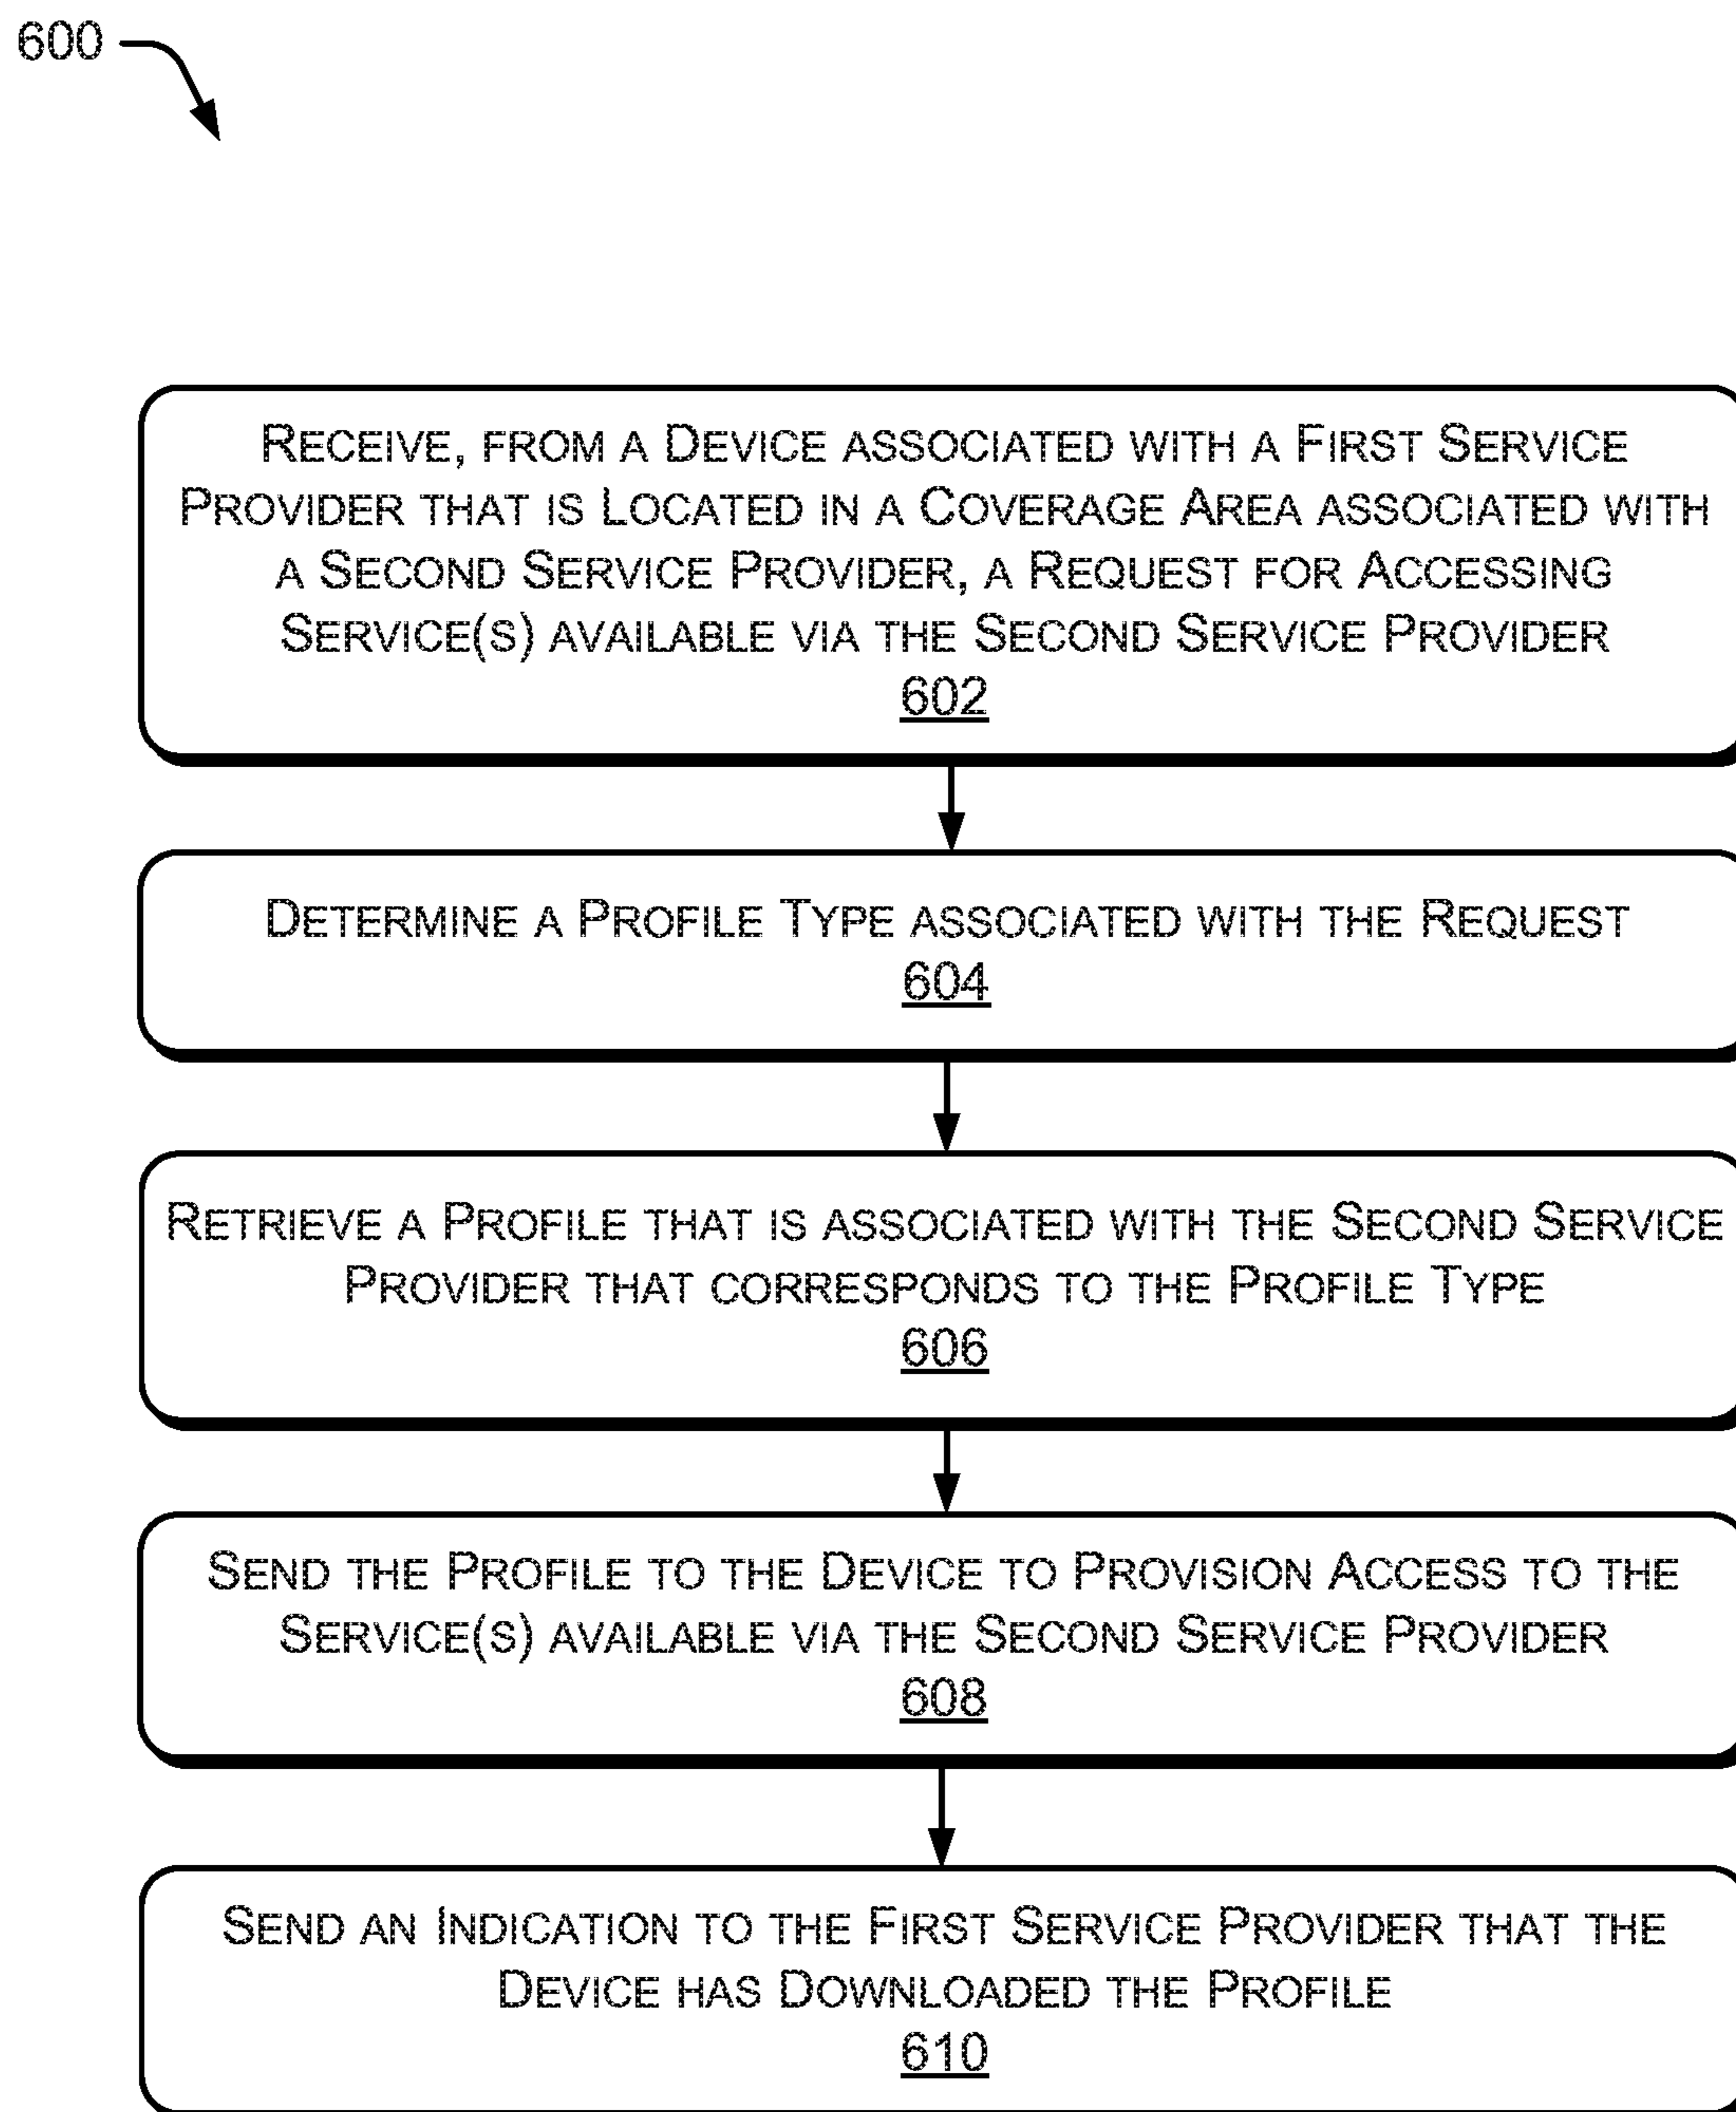 600
RECEIVE, FROM A DEVICE ASSOCIATED WITH A FIRST SERVICE
PROVIDER THAT IS LOCATED IN A COVERAGE AREA ASSOCIATED WITH
A SECOND SERVICE PROVIDER, A REQUEST FOR ACCESSING
SERVICE(S) AVAILABLE VIA THE SECOND SERVICE PROVIDER
602
DETERMINE A PROFILE TYPE ASSOCIATED WITH THE REQUEST
604
RETRIEVE A PROFILE THAT IS ASSOCIATED WITH THE SECOND SERVICE
PROVIDER THAT CORRESPONDS TO THE PROFILE TYPE
606
SEND THE PROFILE TO THE DEVICE TO PROVISION ACCESS TO THE
SERVICE(S) AVAILABLE VIA THE SECOND SERVICE PROVIDER
608
SEND AN INDICATION TO THE FIRST SERVICE PROVIDER THAT THE
DEVICE HAS DOWNLOADED THE PROFILE
610